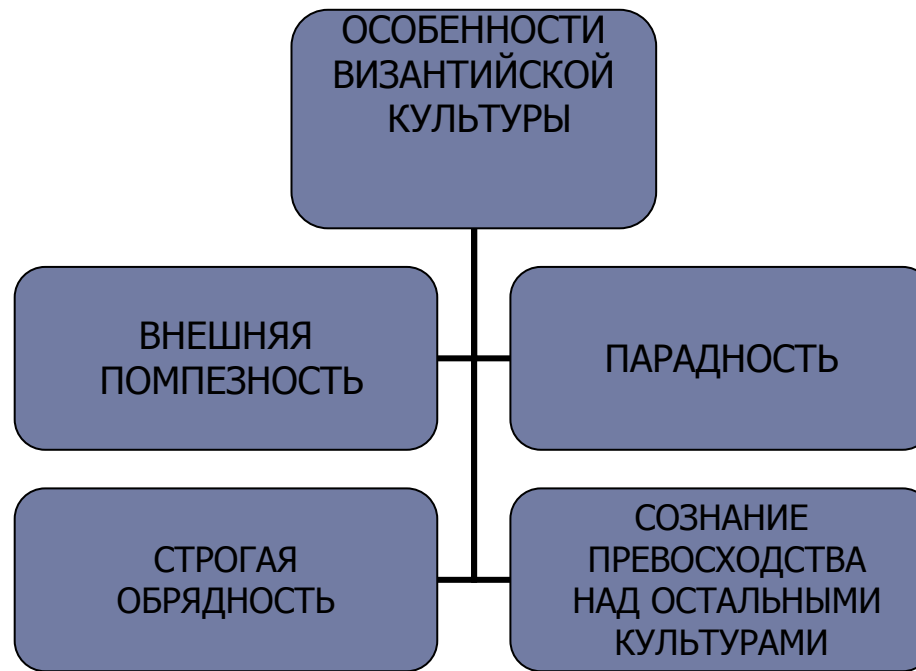 ОСОБЕННОСТИ
ВИЗАНТИЙСКОЙ
КУЛЬТУРЫ
ВНЕШНЯЯ
ПОМПЕЗНОСТЬ
ПАРАДНОСТЬ
СТРОГАЯ
ОБРЯДНОСТЬ
СОЗНАНИЕ
ПРЕВОСХОДСТВА
НАД ОСТАЛЬНЫМИ
КУЛЬТУРАМИ